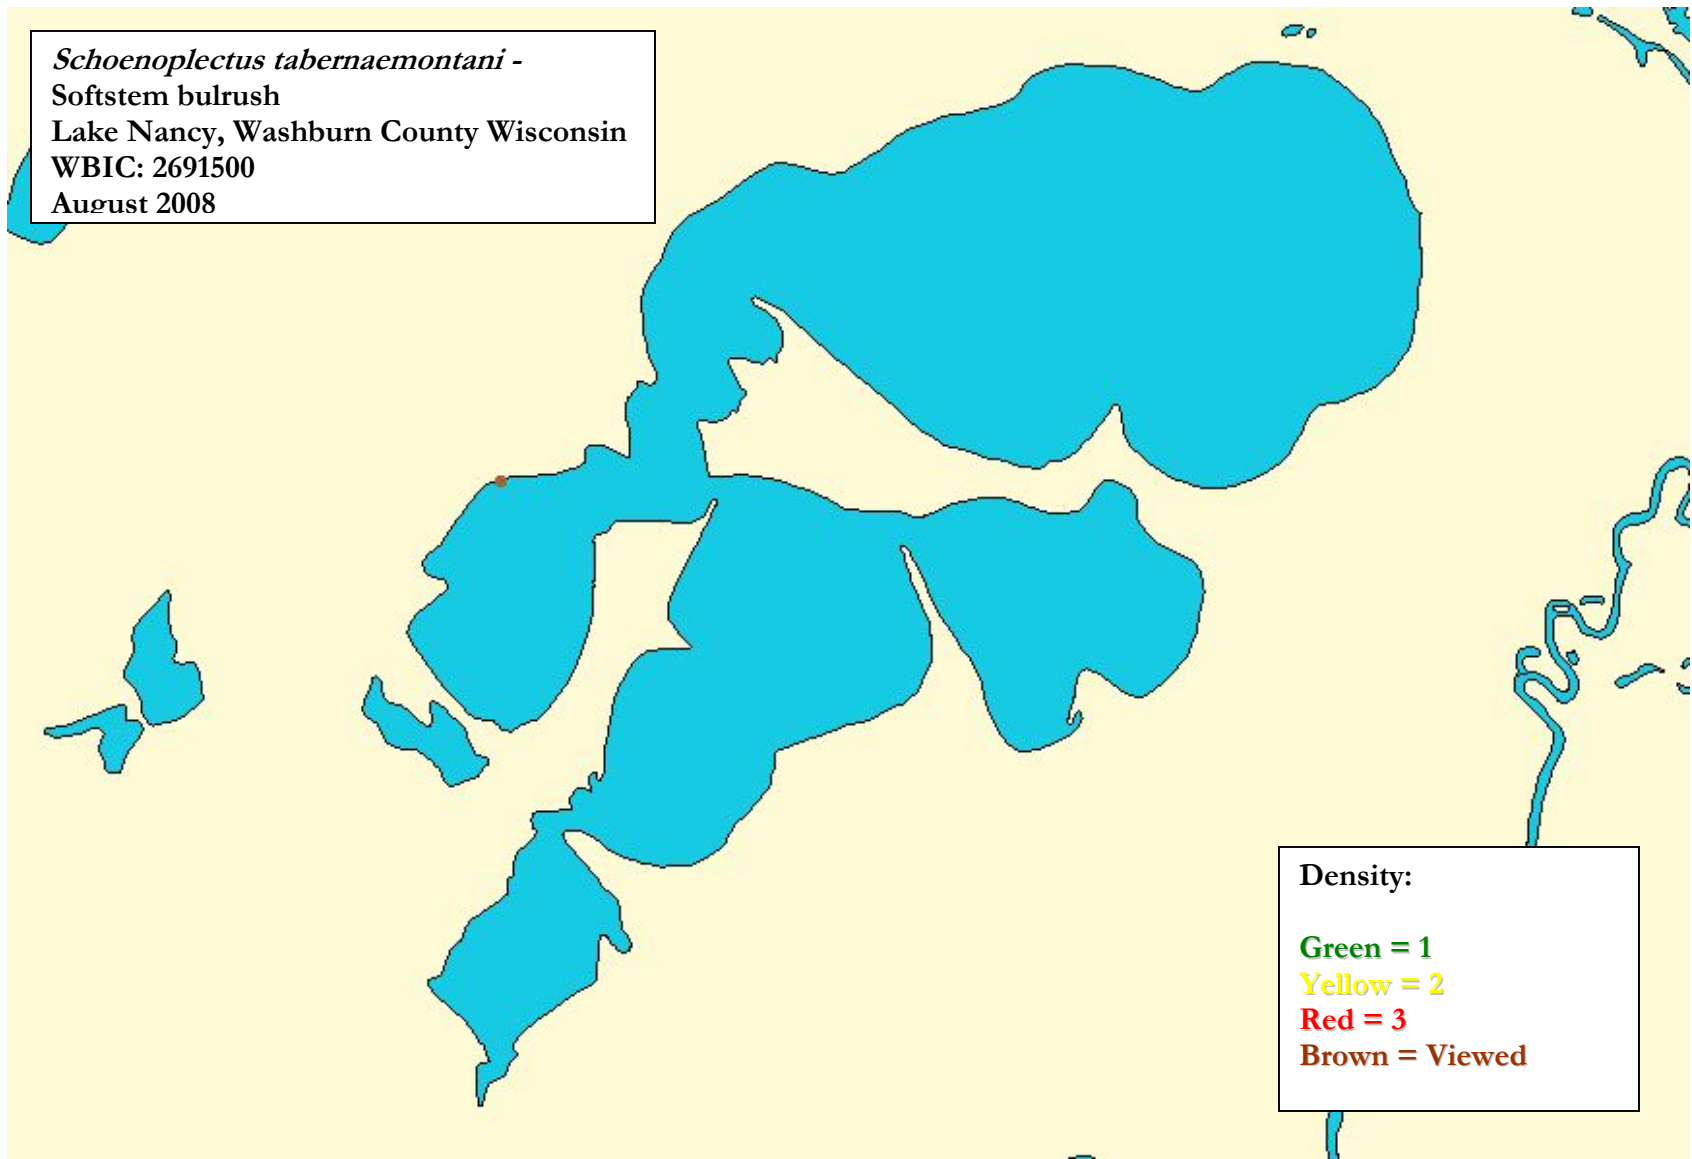 Schoenoplectus tabernaemontani -
Softstem bulrush
Lake Nancy, Washburn County Wisconsin
WBIC: 2691500
August 2008
Density:
Green = 1
Yellow = 2
Red = 3
Brown = Viewed